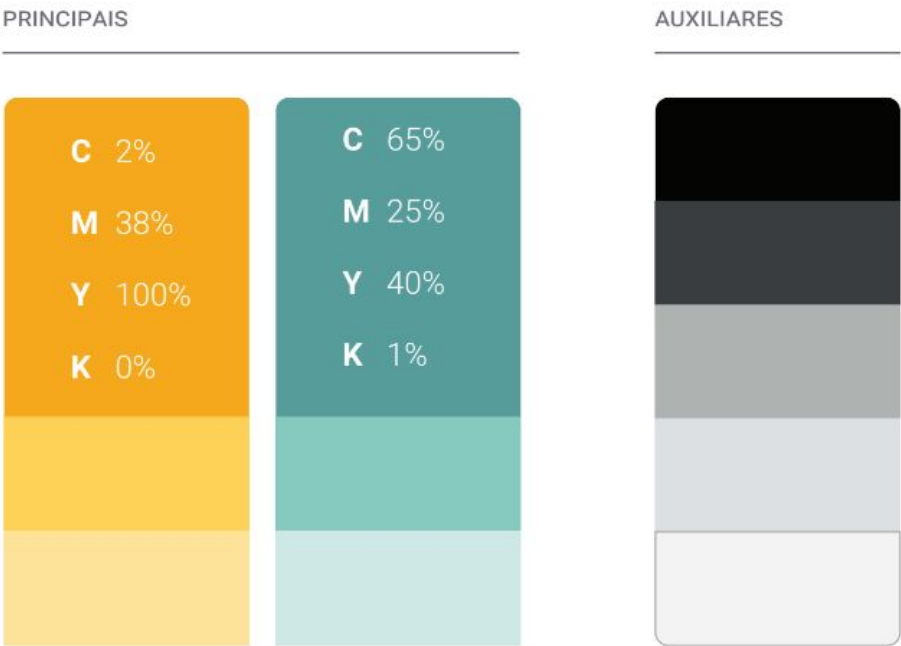 PRINCIPAIS
AUXILIARES
C 2%
M 38%
Y 100%
K 0%
C 65%
M 25%
Y 40%
K 1%